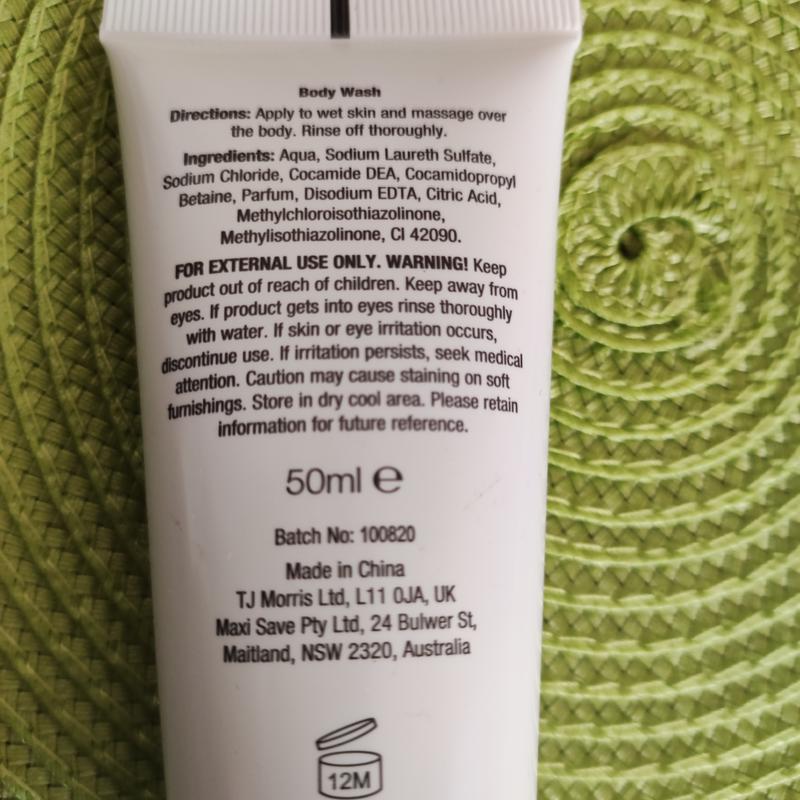 Body Wash
Directions: Apply to wet skin and massage over
the body. Rinse off thoroughly.
Ingredients: Aqua, Sodium Laureth Sulfate,
Sodium Chloride, Cocamide DEA, Cocamidopropyl
Betaine, Parfum, Disodium EDTA, Citric Acid,
Methylchloroisothiazolinone,
Methylisothiazolinone, CI 42090.
FOR EXTERNAL USE ONLY. WARNING! Keep
product out of reach of children. Keep away from
eyes. If product gets into eyes rinse thoroughly
with water. If skin or eye irritation occurs,
discontinue use. If irritation persists, seek medical
attention. Caution may cause staining on soft
furnishings. Store in dry cool area. Please retain
information for future reference.
50ml ℮
Batch No: 100820
Made in China
TJ Morris Ltd, L11 0JA, UK
Maxi Save Pty Ltd, 24 Bulwer St,
Maitland, NSW 2320, Australia
12M